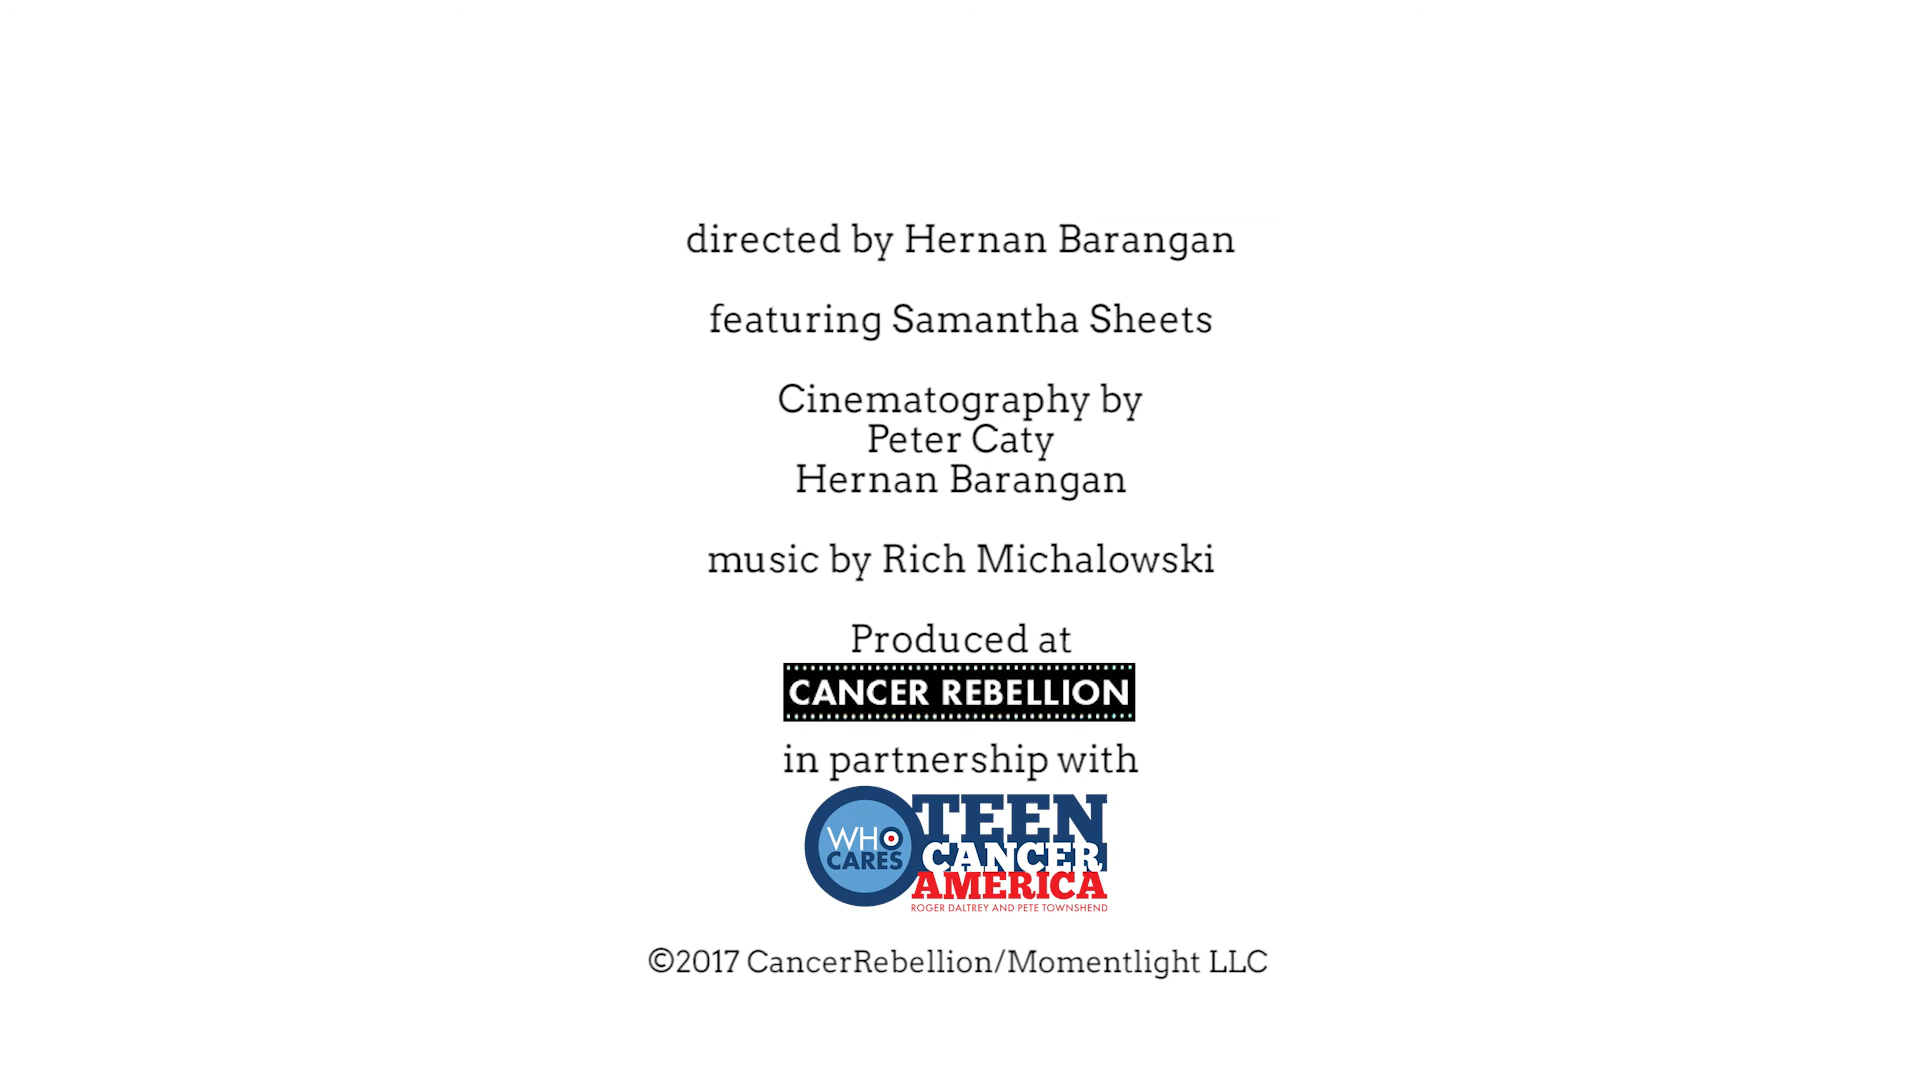 directed by Hernan Barangan
featuring Samantha Sheets
Cinematography by
Peter Caty
Hernan Barangan
music by Rich Michalowski
Produced at
CANCER REBELLION
in partnership with
WHO CARES
TEEN
CANCER
AMERICA
ROGER DALTREY AND PETE TOWNSHEND
©2017 CancerRebellion/Momentlight LLC